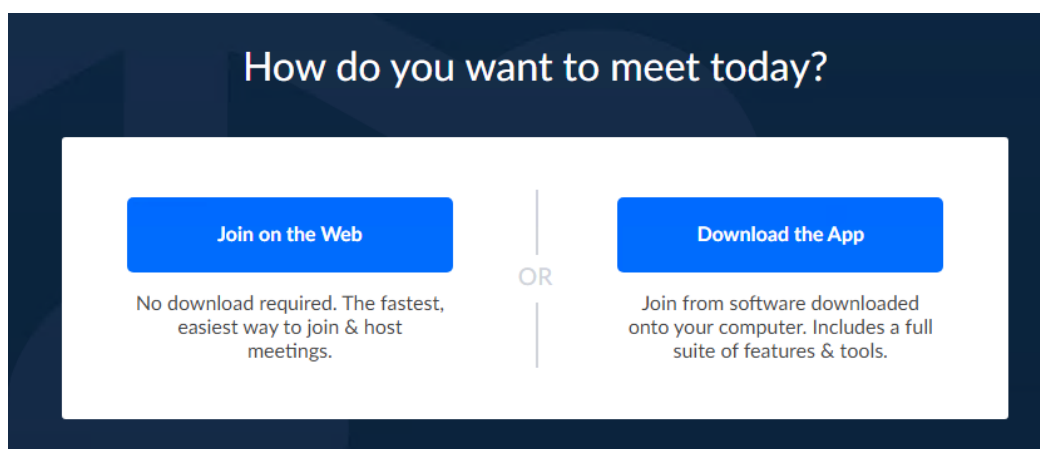 How do you want to meet today?
Join on the Web
No download required. The fastest,
easiest way to join & host
meetings.
OR
Download the App
Join from software downloaded
onto your computer. Includes a full
suite of features & tools.